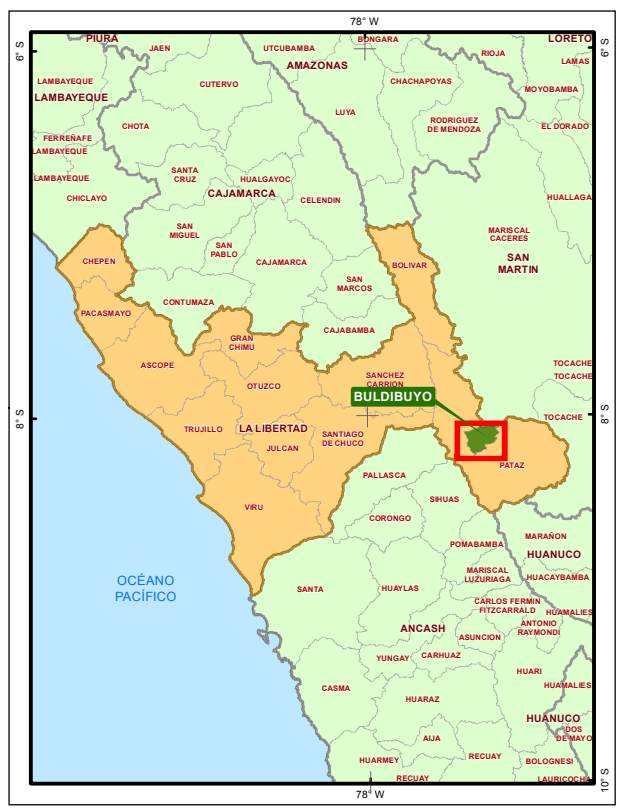 78° W
6° S
6° S
PIURA
JAEN
UTCUBAMBA
BONGARA
RIOJA
LORETO
LAMAS
AMAZONAS
LAMBAYEQUE
CUTERVO
CHACHAPOYAS
MOYOBAMBA
LAMBAYEQUE
LUYA
CHOTA
RODRIGUEZ
DE MENDOZA
EL DORADO
FERREÑAFE
LAMBAYEQUE
LAMBAYEQUE
SANTA
CRUZ
HUALGAYOC
CHICLAYO
CAJAMARCA
CELENDIN
HUALLAGA
SAN
MIGUEL
SAN
PABLO
MARISCAL
CACERES
SAN
MARTIN
CHEPEN
CAJAMARCA
BOLIVAR
SAN
MARCOS
CONTUMAZA
PACASMAYO
CAJABAMBA
GRAN
CHIMU
ASCOPE
TOCACHE
TOCACHE
OTUZCO
SANCHEZ
CARRION
BULDIBUYO
8° S
8° S
TOCACHE
TRUJILLO
LA LIBERTAD
SANTIAGO
DE CHUCO
JULCAN
PATAZ
PALLASCA
SIHUAS
VIRU
CORONGO
MARAÑON
POMABAMBA
HUANUCO
MARISCAL
LUZURIAGA
HUACAYBAMBA
OCÉANO
PACÍFICO
SANTA
HUAYLAS
CARLOS FERMIN
FITZCARRALD
HUAMALIES
ANTONIO
RAYMONDI
ANCASH
ASUNCION
YUNGAY
CARHUAZ
HUARI
CASMA
HUARAZ
HUAMALIES
HUANUCO
DOS
DE MAYO
AIJA
HUARMEY
RECUAY
BOLOGNESI
RECUAY
LAURICOCHA
10° S
78° W